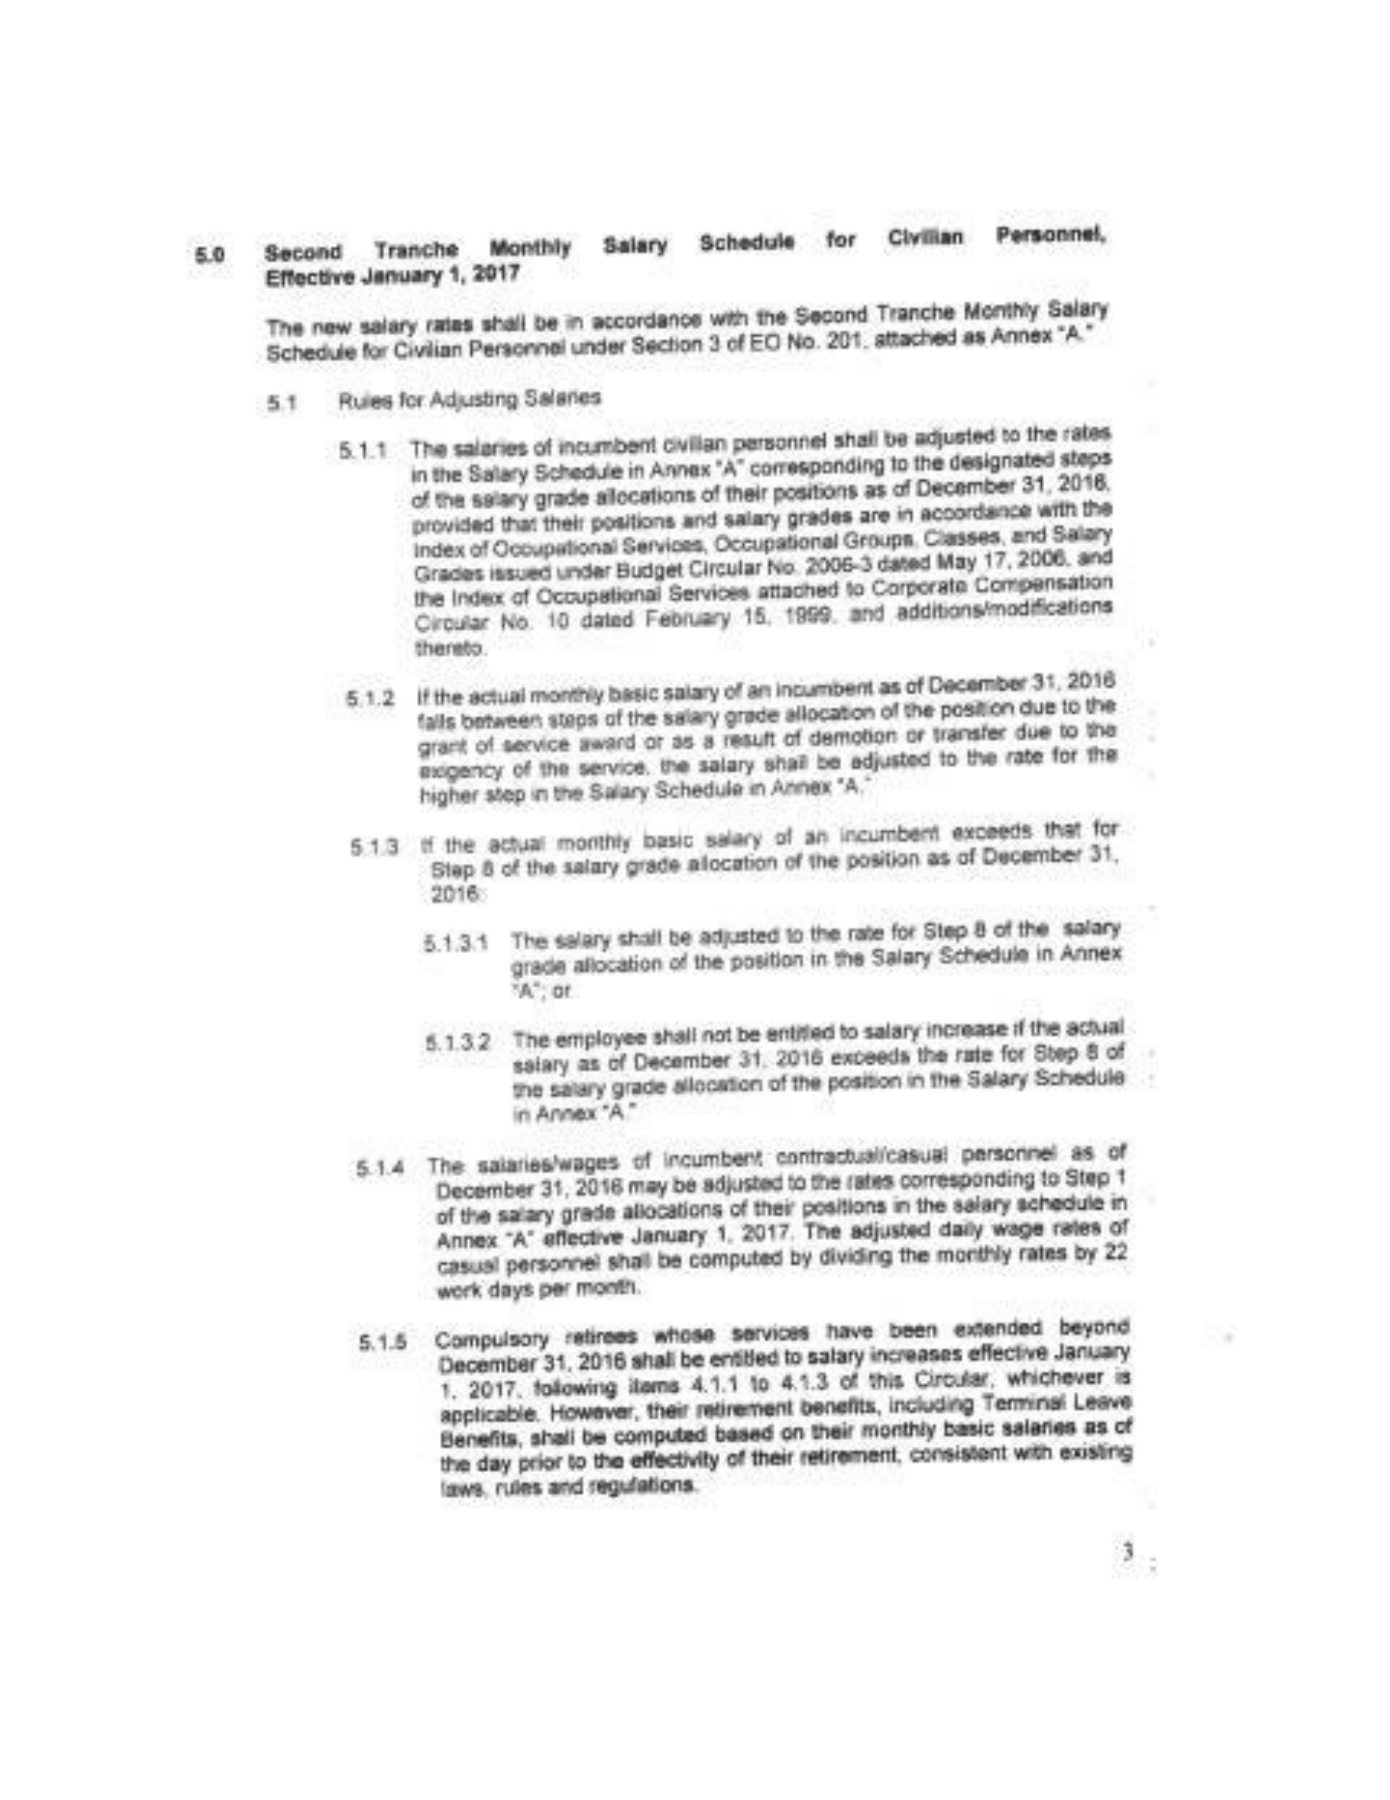 5.0 Second Tranche Monthly Salary Schedule for Civilian Personnel,
Effective January 1, 2017
The new salary rates shall be in accordance with the Second Tranche Monthly Salary
Schedule for Civilian Personnel under Section 3 of EO No. 201, attached as Annex "A."
5.1 Rules for Adjusting Salaries
5.1.1 The salaries of incumbent civilian personnel shall be adjusted to the rates
in the Salary Schedule in Annex "A" corresponding to the designated steps
of the salary grade allocations of their positions as of December 31, 2016,
provided that their positions and salary grades are in accordance with the
Index of Occupational Services, Occupational Groups, Classes, and Salary
Grades issued under Budget Circular No. 2006-3 dated May 17, 2006, and
the Index of Occupational Services attached to Corporate Compensation
Circular No. 10 dated February 15, 1999, and additions/modifications
thereto.
5.1.2 If the actual monthly basic salary of an incumbent as of December 31, 2016
falls between steps of the salary grade allocation of the position due to the
grant of service award or as a result of demotion or transfer due to the
exigency of the service, the salary shall be adjusted to the rate for the
higher step in the Salary Schedule in Annex "A."
5.1.3 If the actual monthly basic salary of an incumbent exceeds that for
Step 8 of the salary grade allocation of the position as of December 31,
2016:
5.1.3.1 The salary shall be adjusted to the rate for Step 8 of the salary
grade allocation of the position in the Salary Schedule in Annex
"A"; or
5.1.3.2 The employee shall not be entitled to salary increase if the actual
salary as of December 31, 2016 exceeds the rate for Step 8 of
the salary grade allocation of the position in the Salary Schedule
in Annex "A."
5.1.4 The salaries/wages of incumbent contractual/casual personnel as of
December 31, 2016 may be adjusted to the rates corresponding to Step 1
of the salary grade allocations of their positions in the salary schedule in
Annex "A" effective January 1, 2017. The adjusted daily wage rates of
casual personnel shall be computed by dividing the monthly rates by 22
work days per month.
5.1.5 Compulsory retirees whose services have been extended beyond
December 31, 2016 shall be entitled to salary increases effective January
1, 2017, following items 4.1.1 to 4.1.3 of this Circular, whichever is
applicable. However, their retirement benefits, including Terminal Leave
Benefits, shall be computed based on their monthly basic salaries as of
the day prior to the effectivity of their retirement, consistent with existing
laws, rules and regulations.
3